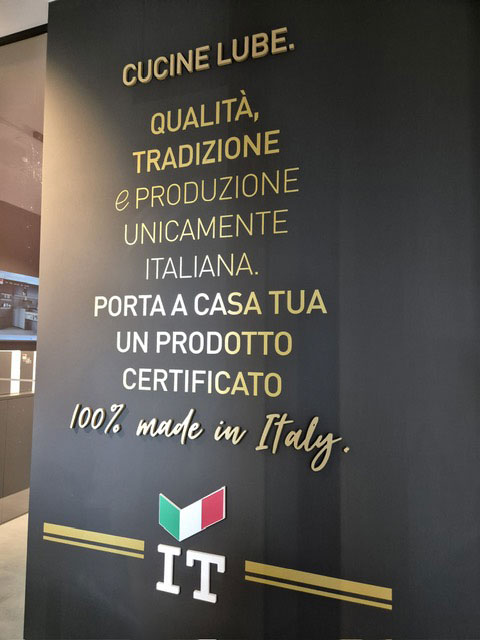 CUCINE LUBE.
QUALITÀ,
TRADIZIONE
e PRODUZIONE
UNICAMENTE
ITALIANA.
PORTA A CASA TUA
UN PRODOTTO
CERTIFICATO
100% made in Italy.
IT